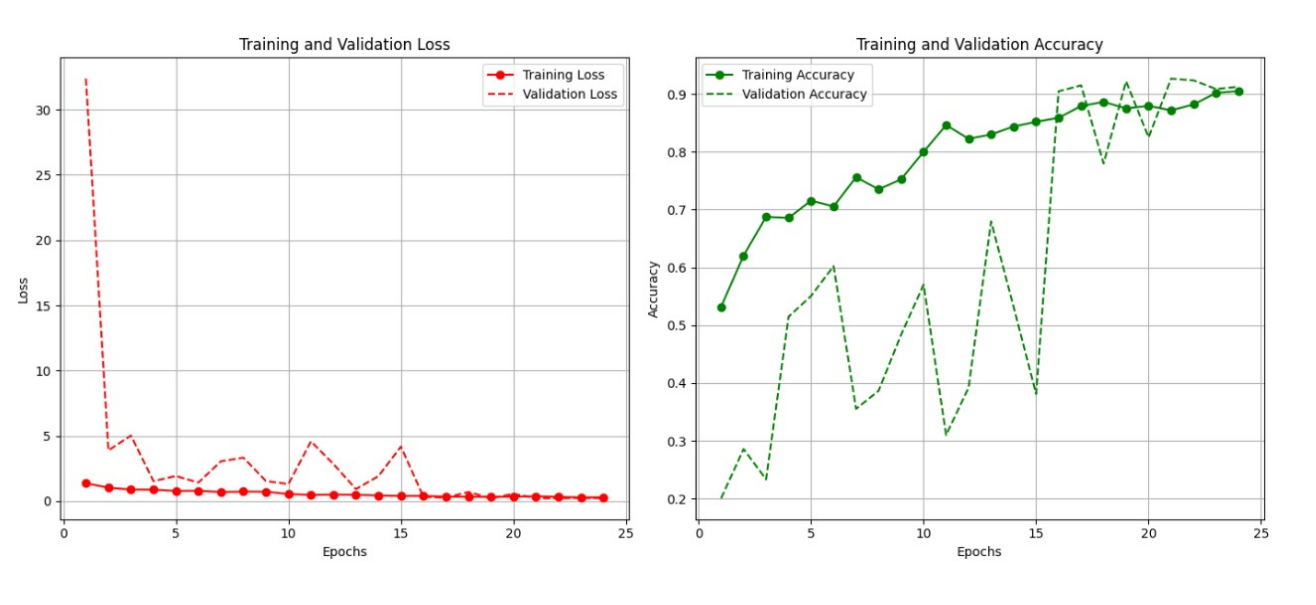 Training and Validation Loss
Training Loss
Validation Loss
30
25
20
15
10
5
0
Loss
0 5 10 15 20 25
Epochs
Training and Validation Accuracy
Training Accuracy
Validation Accuracy
0.9
0.8
0.7
0.6
0.5
0.4
0.3
0.2
Accuracy
0 5 10 15 20 25
Epochs